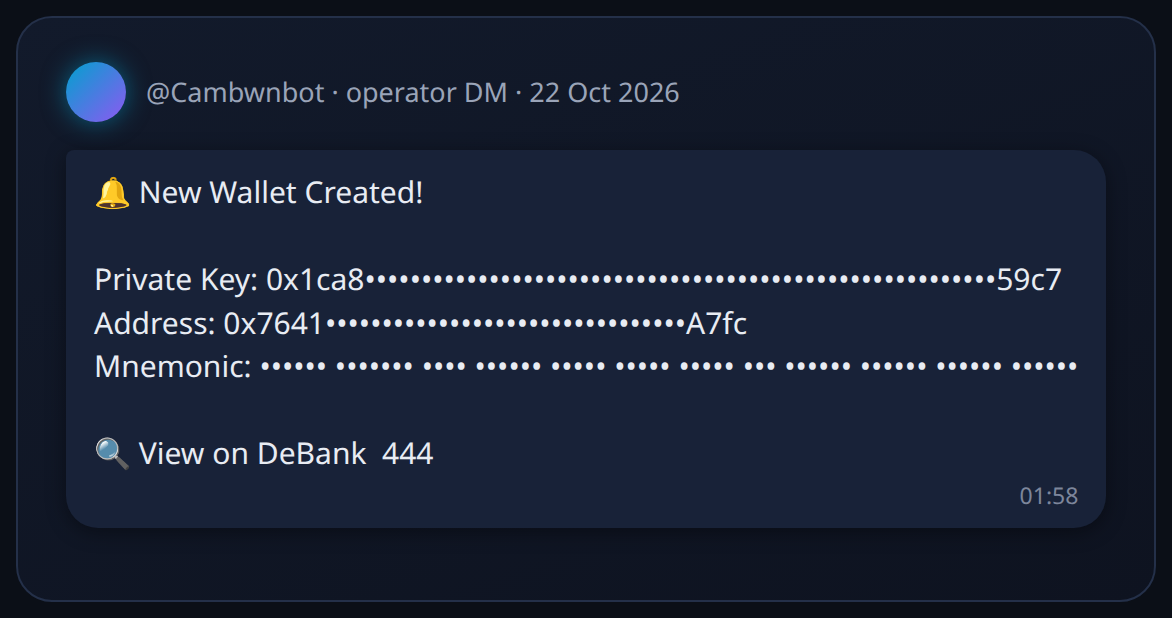 @Cambwnbot · operator DM · 22 Oct 2026
🔔 New Wallet Created!
Private Key: 0x1ca8••••••••••••••••••••••••••••••••••••••••••••••••••••••••59c7
Address: 0x7641••••••••••••••••••••••••••••••••A7fc
Mnemonic: •••••• ••••••• •••• •••••• ••••• ••••• ••••• ••• •••••• •••••• •••••• ••••••
🔍 View on DeBank 444
01:58